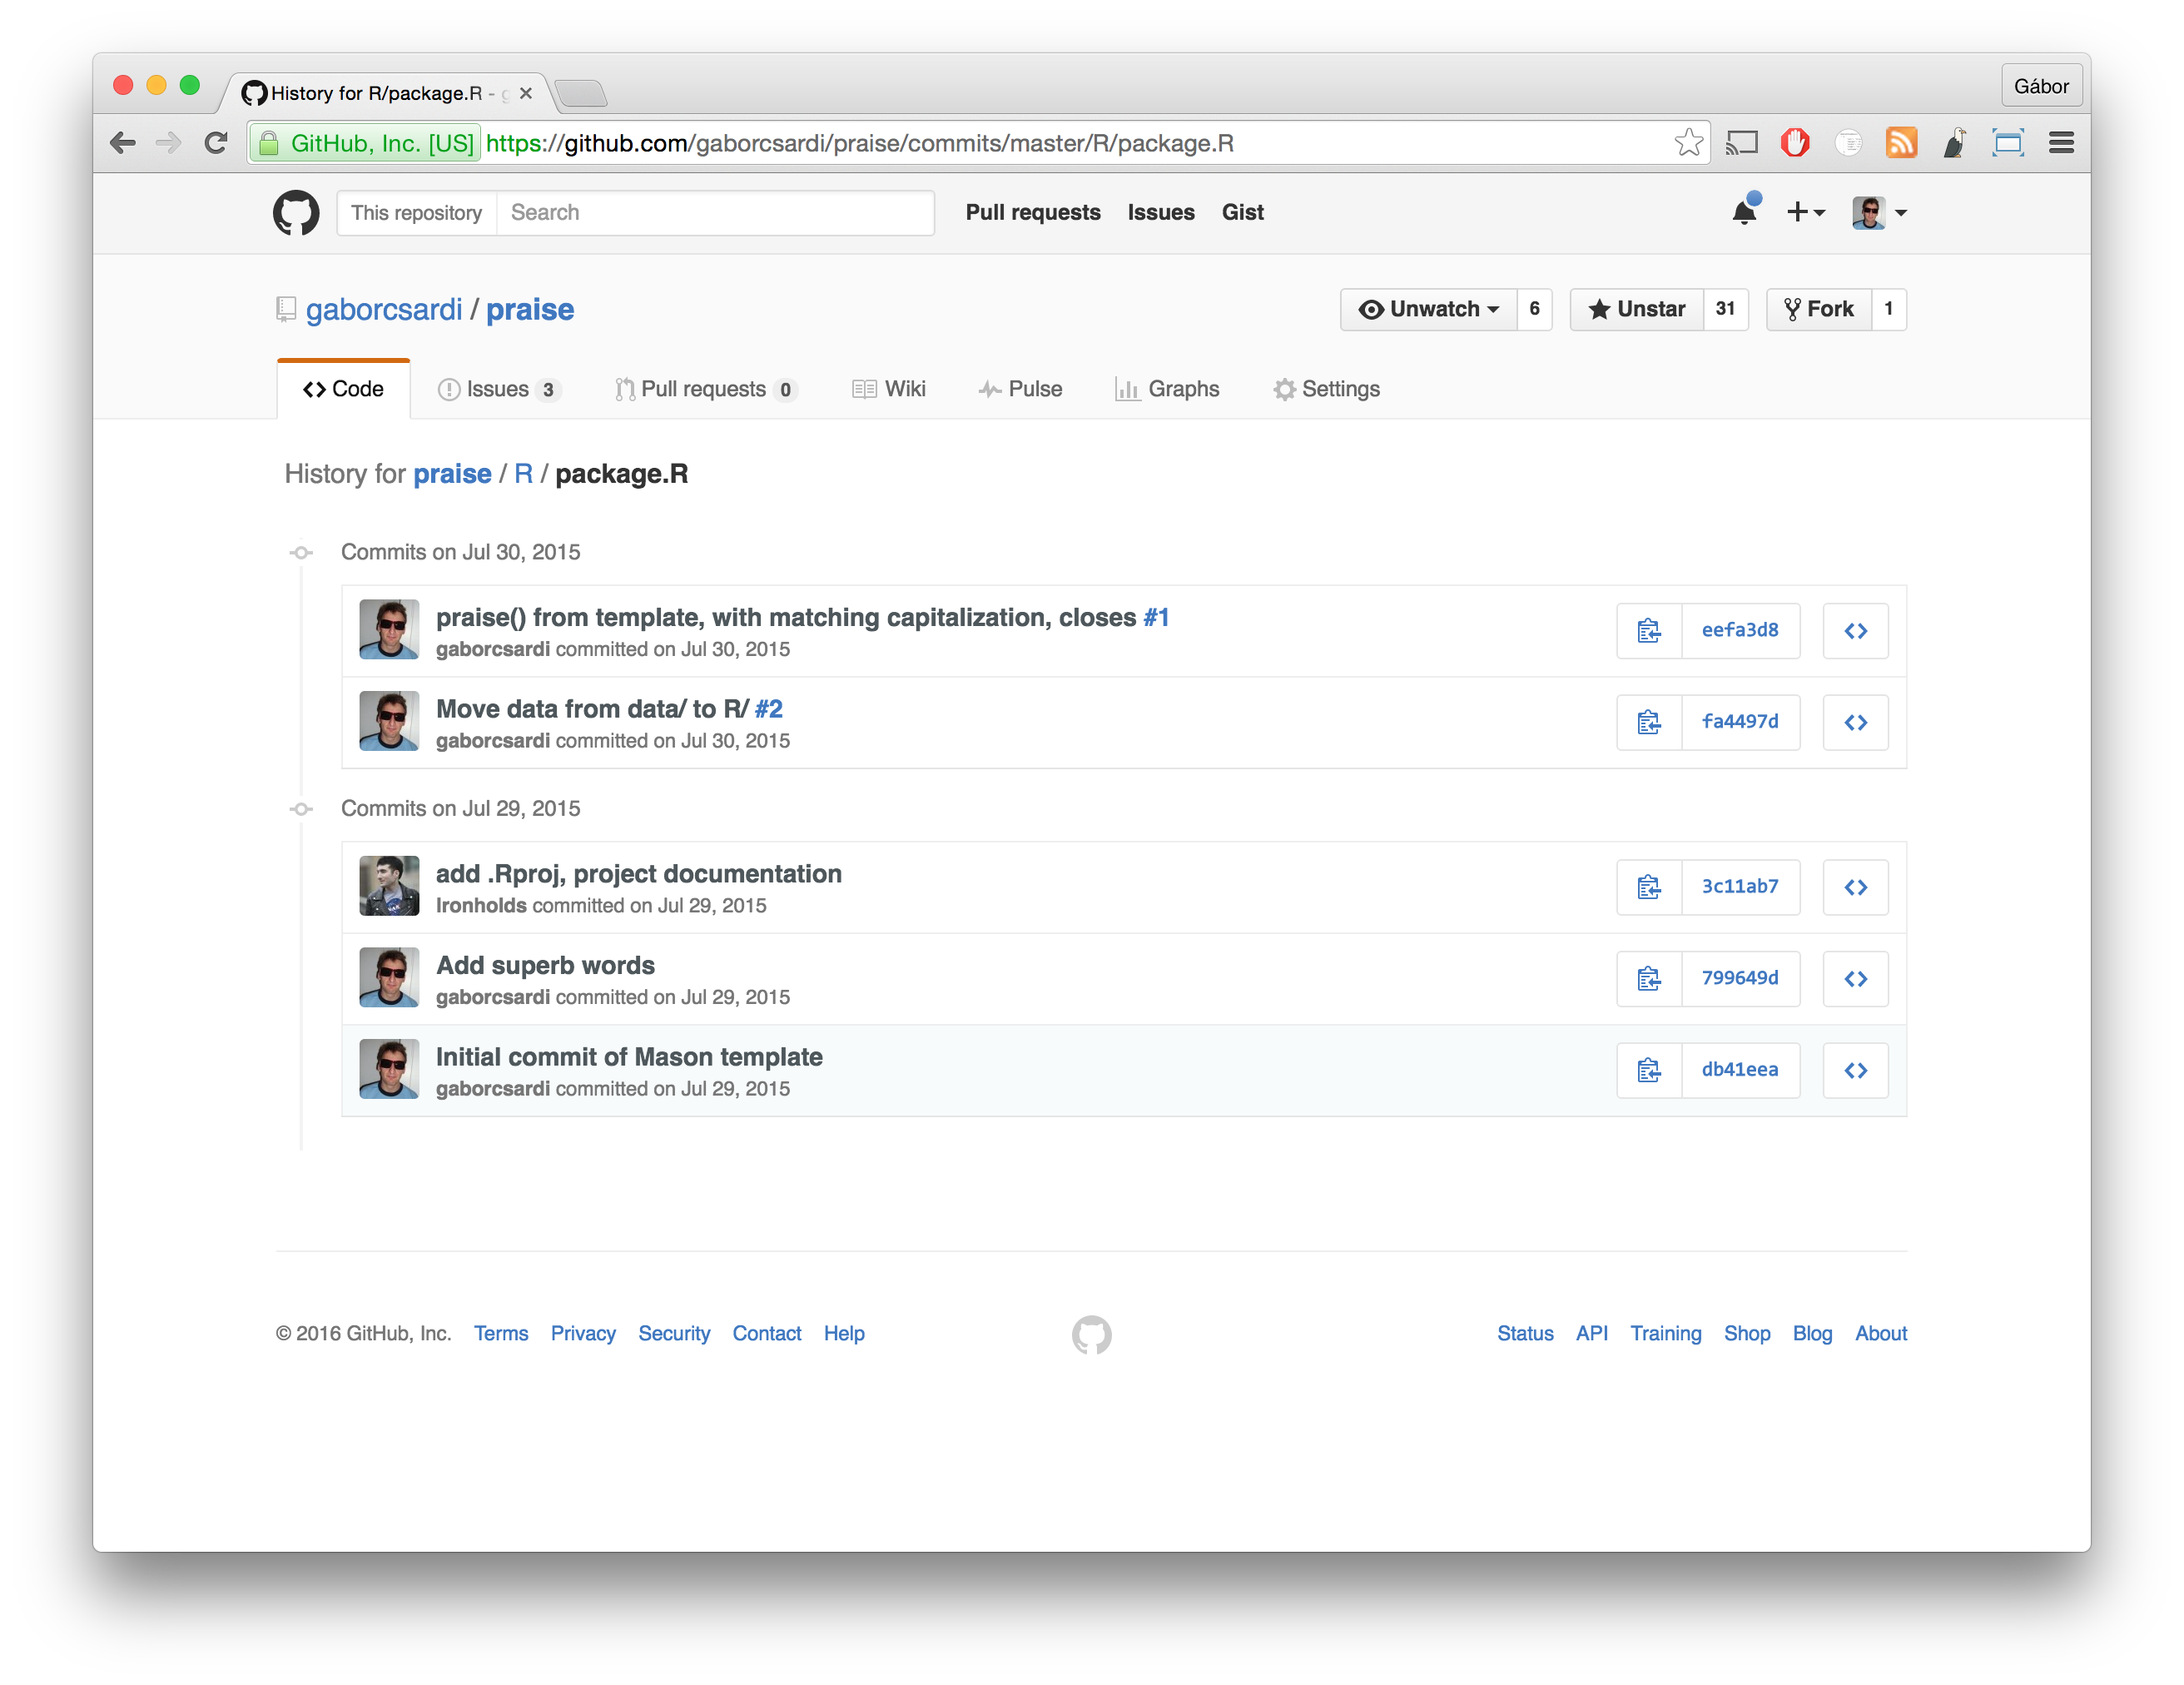 History for R/package.R -
Gábor
GitHub, Inc. [US] https://github.com/gaborcsardi/praise/commits/master/R/package.R
This repository Search Pull requests Issues Gist
gaborcsardi / praise Unwatch 6 Unstar 31 Fork 1
Code Issues 3 Pull requests 0 Wiki Pulse Graphs Settings
History for praise / R / package.R
Commits on Jul 30, 2015
praise() from template, with matching capitalization, closes #1
gaborcsardi committed on Jul 30, 2015
eefa3d8
Move data from data/ to R/ #2
gaborcsardi committed on Jul 30, 2015
fa4497d
Commits on Jul 29, 2015
add .Rproj, project documentation
Ironholds committed on Jul 29, 2015
3c11ab7
Add superb words
gaborcsardi committed on Jul 29, 2015
799649d
Initial commit of Mason template
gaborcsardi committed on Jul 29, 2015
db41eea
© 2016 GitHub, Inc. Terms Privacy Security Contact Help Status API Training Shop Blog About